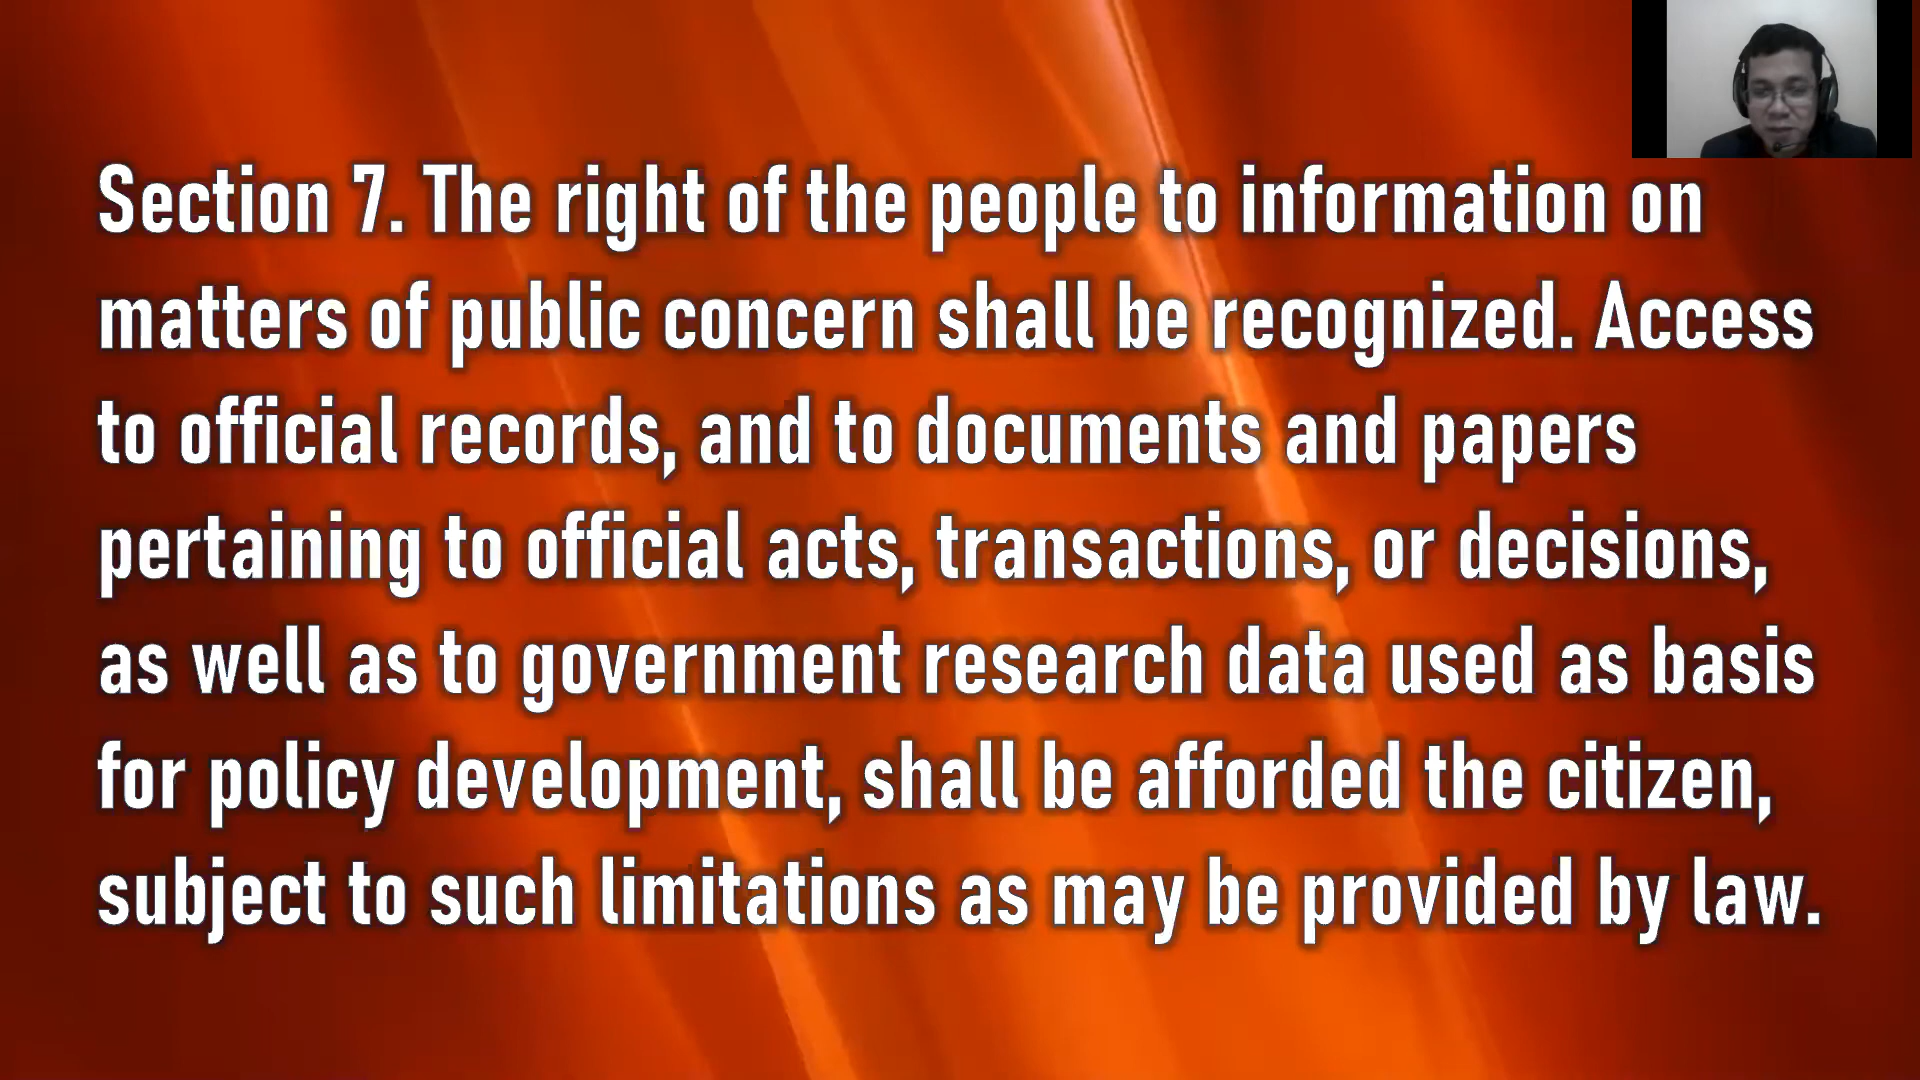 Section 7. The right of the people to information on
matters of public concern shall be recognized. Access
to official records, and to documents and papers
pertaining to official acts, transactions, or decisions,
as well as to government research data used as basis
for policy development, shall be afforded the citizen,
subject to such limitations as may be provided by law.